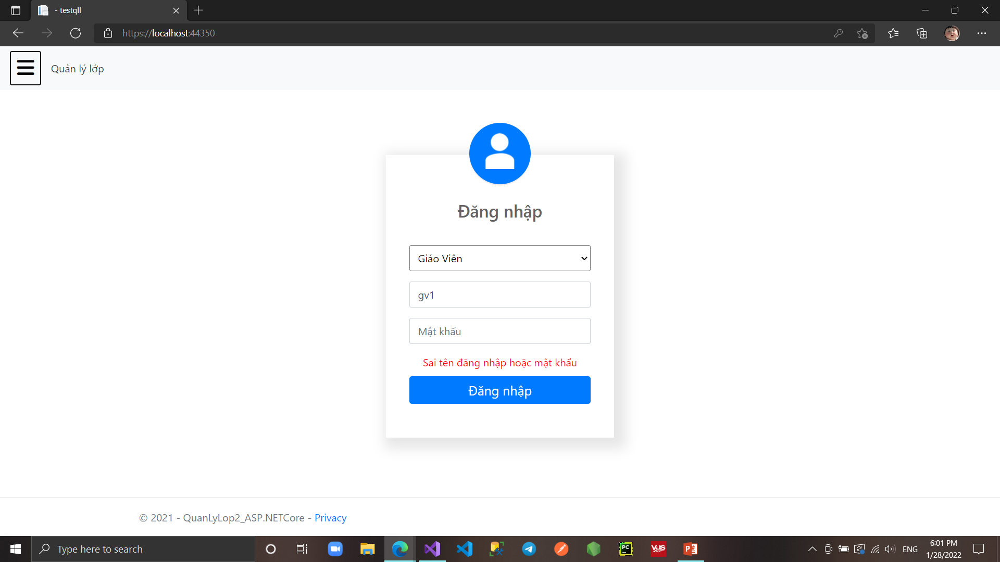 - testqll
https://localhost:44350
Quản lý lớp
Đăng nhập
Giáo Viên
gv1
Mật khẩu
Sai tên đăng nhập hoặc mật khẩu
Đăng nhập
© 2021 - QuanLyLop2_ASP.NETCore - Privacy
Type here to search
PC
VUS
P
ENG
6:01 PM
1/28/2022